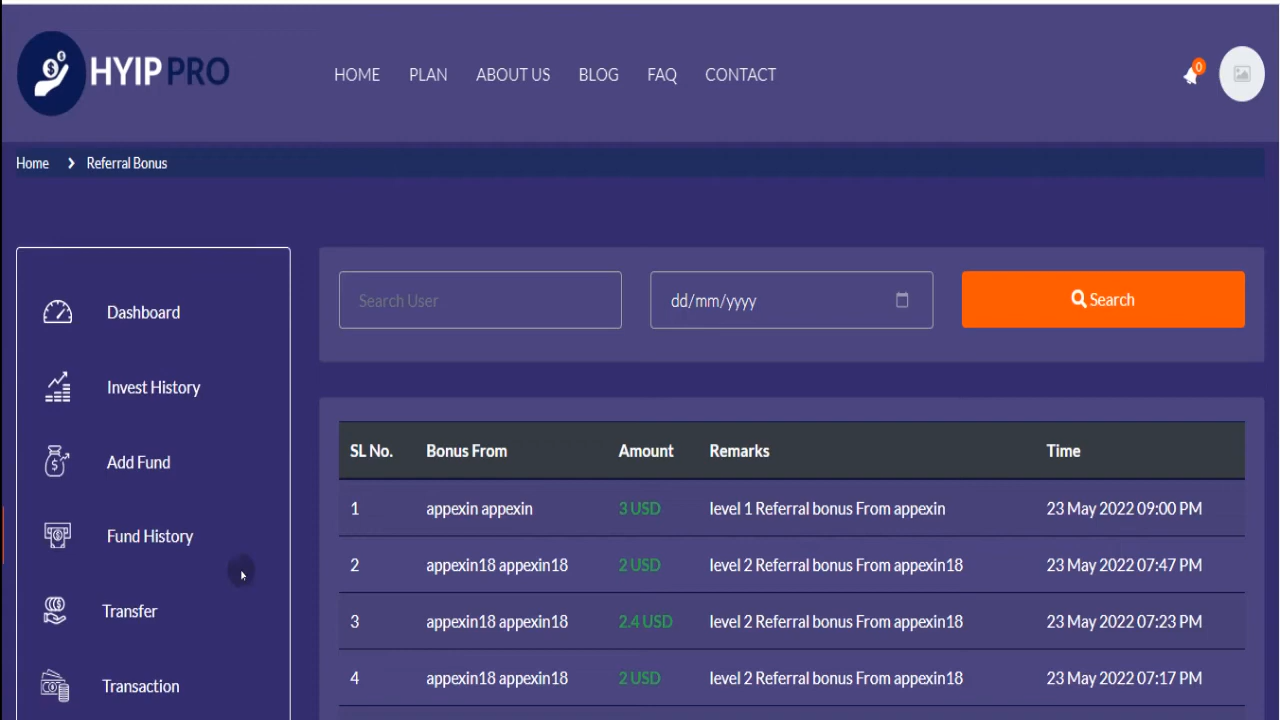 HYIP PRO
HOME PLAN ABOUT US BLOG FAQ CONTACT
0
Home Referral Bonus
Dashboard
Invest History
Add Fund
Fund History
Transfer
Transaction
Search User
dd/mm/yyyy
Search
SL No. Bonus From Amount Remarks Time
1 appexin appexin 3 USD level 1 Referral bonus From appexin 23 May 2022 09:00 PM
2 appexin18 appexin18 2 USD level 2 Referral bonus From appexin18 23 May 2022 07:47 PM
3 appexin18 appexin18 2.4 USD level 2 Referral bonus From appexin18 23 May 2022 07:23 PM
4 appexin18 appexin18 2 USD level 2 Referral bonus From appexin18 23 May 2022 07:17 PM